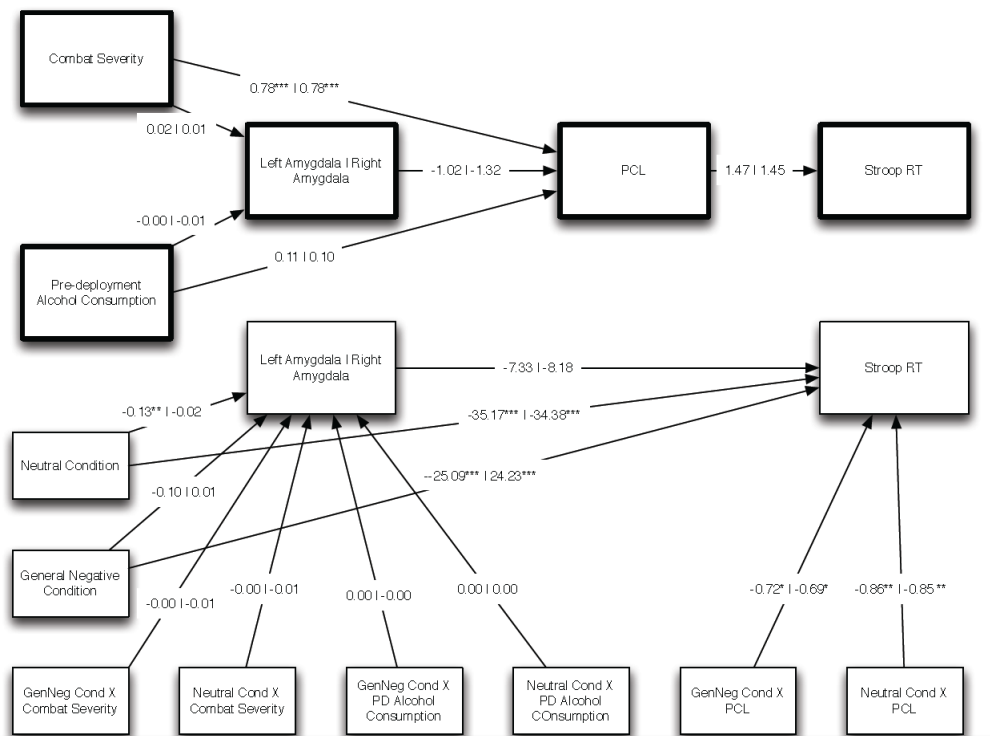 Combat Severity
0.78*** | 0.78***
0.02 | 0.01
Left Amygdala | Right
Amygdala
-1.02 | -1.32
PCL
1.47 | 1.45
Stroop RT
-0.00 | -0.01
0.11 | 0.10
Pre-deployment
Alcohol Consumption
Left Amygdala | Right
Amygdala
-7.33 | -8.18
Stroop RT
-0.13** | -0.02
-35.17*** | -34.38***
Neutral Condition
--25.09*** | 24.23***
-0.10 | 0.01
General Negative
Condition
-0.00 | -0.01
-0.00 | -0.01
0.00 | -0.00
0.00 | 0.00
-0.72* | -0.69*
-0.86** | -0.85**
GenNeg Cond X
Combat Severity
Neutral Cond X
Combat Severity
GenNeg Cond X
PD Alcohol
Consumption
Neutral Cond X
PD Alcohol
COnsumption
GenNeg Cond X
PCL
Neutral Cond X
PCL